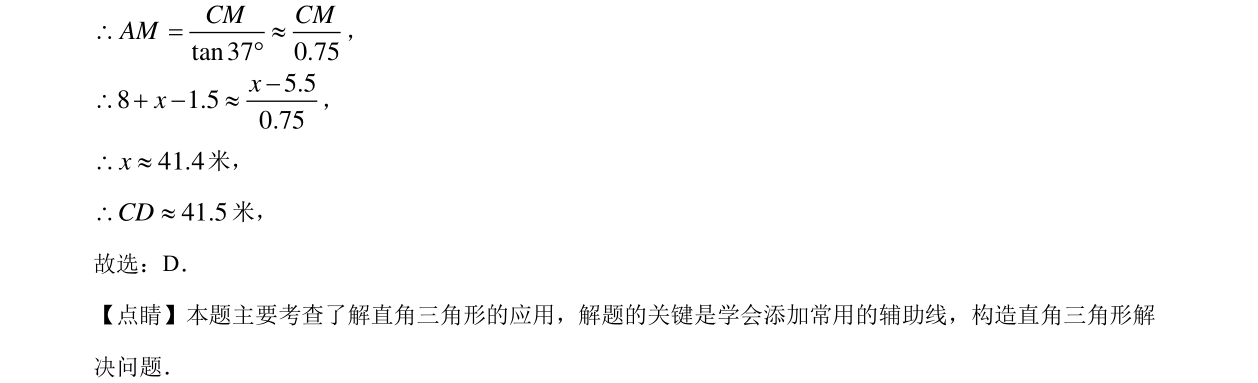 ∴AM = CM/tan37° ≈ CM/0.75，
∴8+x−1.5≈ x−5.5/0.75，
∴x≈41.4米，
∴CD≈41.5米，
故选：D．
【点睛】本题主要考查了解直角三角形的应用，解题的关键是学会添加常用的辅助线，构造直角三角形解
决问题．